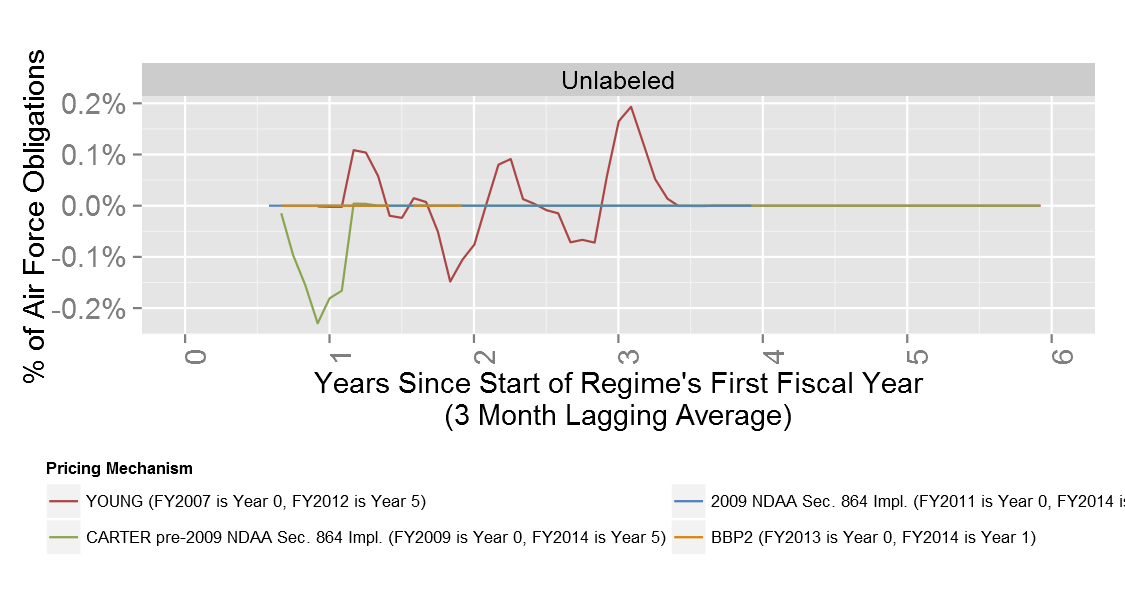 Unlabeled
% of Air Force Obligations
0.2%
0.1%
0.0%
-0.1%
-0.2%
0 1 2 3 4 5 6
Years Since Start of Regime's First Fiscal Year
(3 Month Lagging Average)
Pricing Mechanism
YOUNG (FY2007 is Year 0, FY2012 is Year 5)
2009 NDAA Sec. 864 Impl. (FY2011 is Year 0, FY2014 is
CARTER pre-2009 NDAA Sec. 864 Impl. (FY2009 is Year 0, FY2014 is Year 5)
BBP2 (FY2013 is Year 0, FY2014 is Year 1)